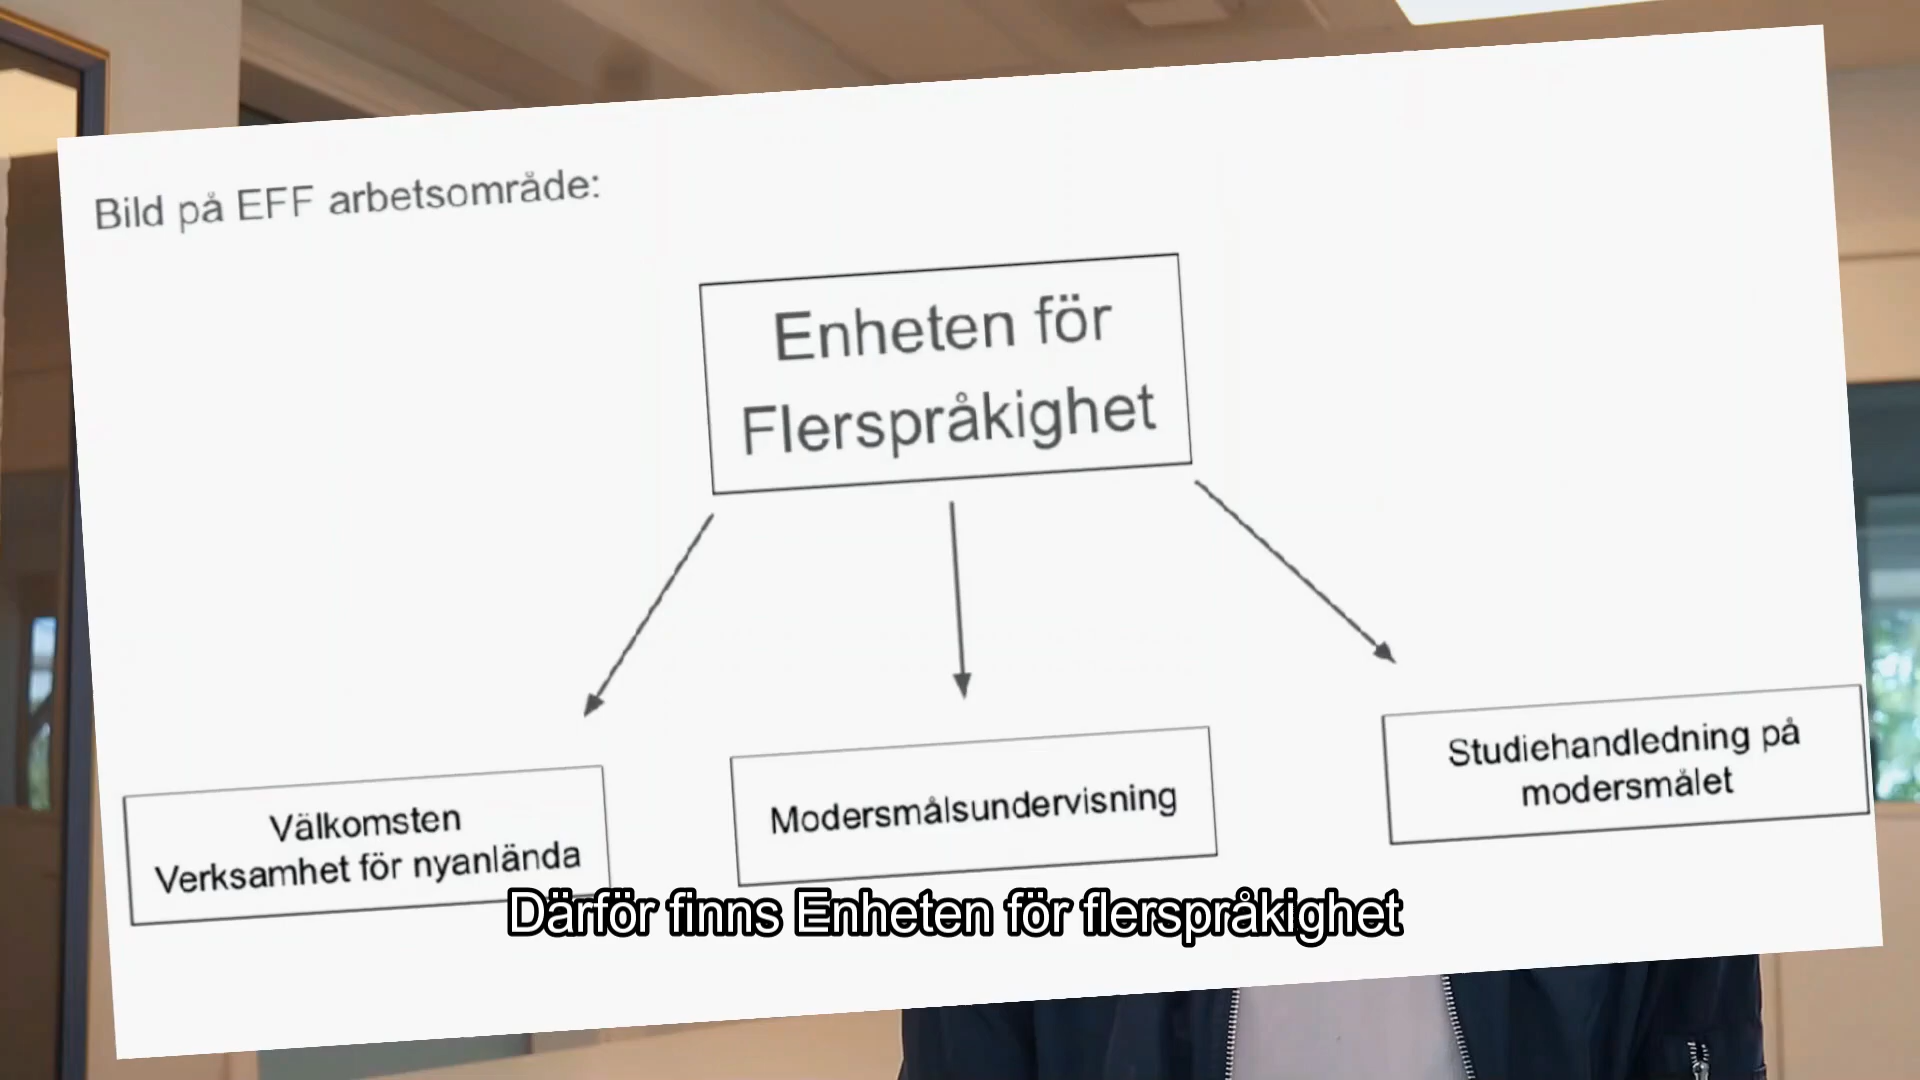 Bild på EFF arbetsområde:
Enheten för
Flerspråkighet
Välkomsten
Verksamhet för nyanlända
Modersmålsundervisning
Studiehandledning på
modersmålet
Därför finns Enheten för flerspråkighet